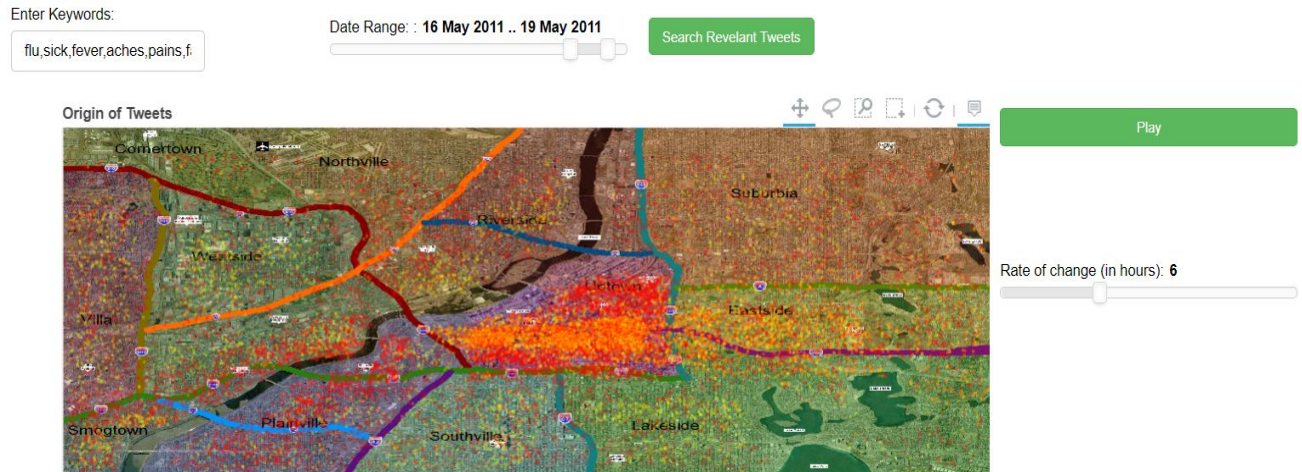 Enter Keywords:
flu,sick,fever,aches,pains,f
Date Range: : 16 May 2011 .. 19 May 2011
Search Revelant Tweets
Origin of Tweets
Play
Cornertown
Northville
Suburbia
Riverside
Westside
Uptown
Villa
Eastside
Rate of change (in hours): 6
Plainville
Smogtown
Southville
Lakeside